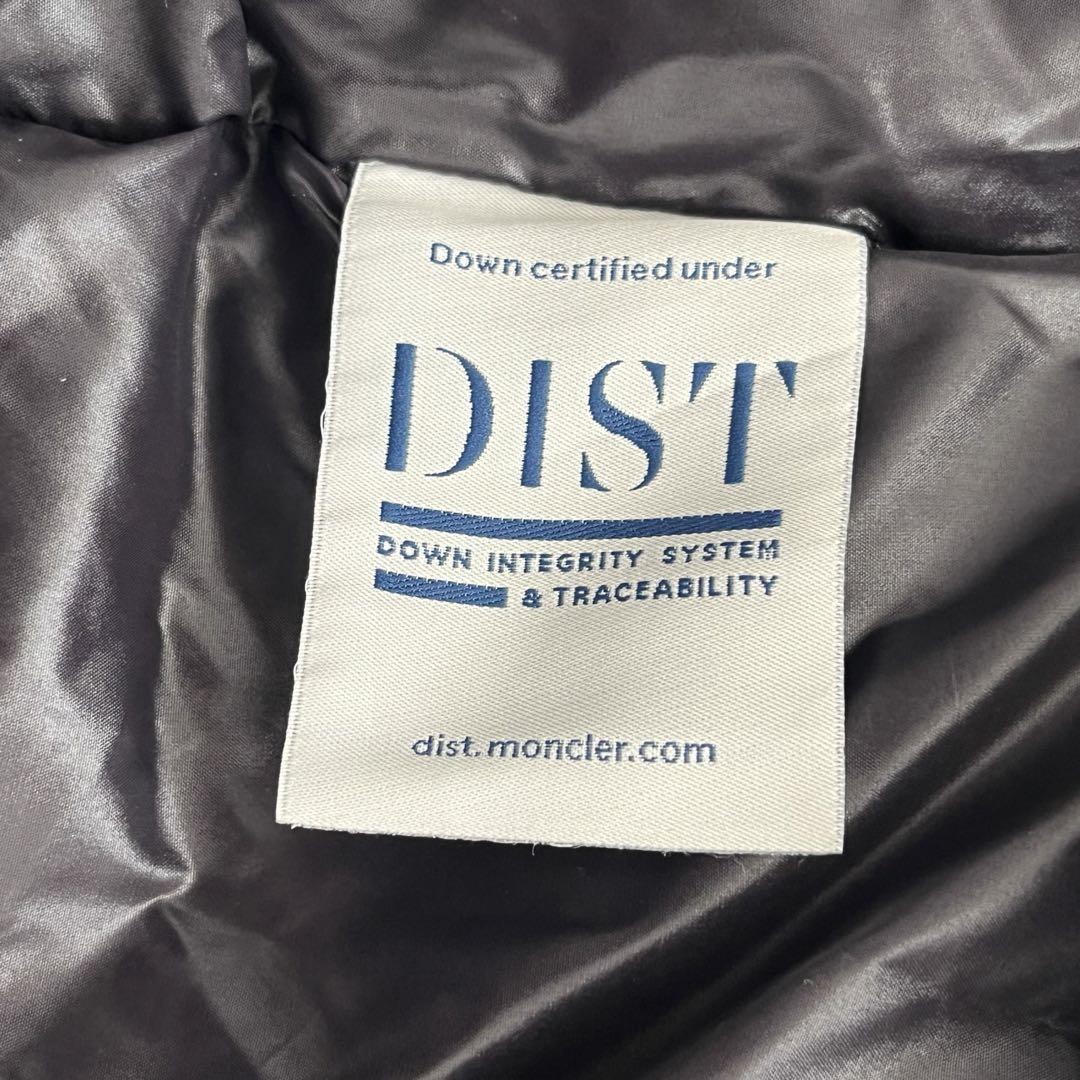 Down certified under
DIST
DOWN INTEGRITY SYSTEM
& TRACEABILITY
dist.moncler.com